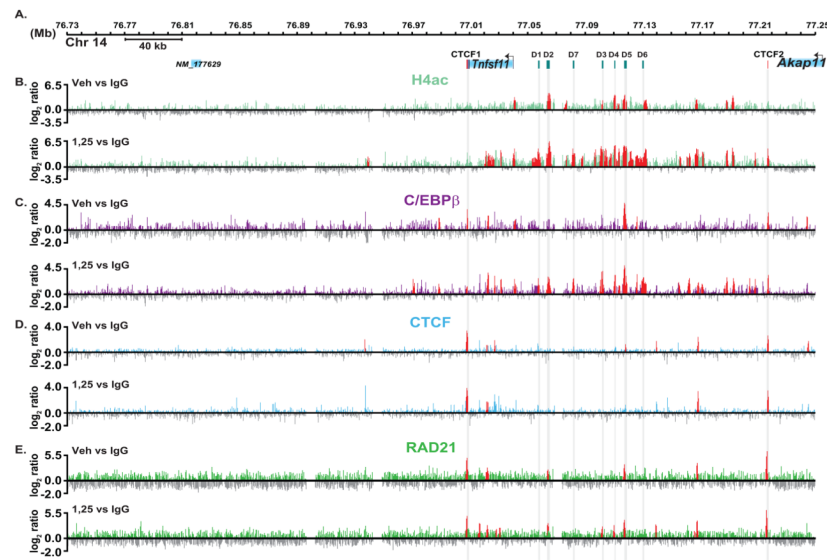 A.
76.73 76.77 76.81 76.85 76.89 76.93 76.97 77.01 77.05 77.09 77.13 77.17 77.21 77.25
(Mb)
Chr 14
40 kb
NM_177629
CTCF1 Tnfsf11 D1 D2 D7 D3 D4 D5 D6 CTCF2 Akap11
B.
H4ac
Veh vs IgG
6.5
0.0
-3.5
log2 ratio
1,25 vs IgG
6.5
0.0
-3.5
log2 ratio
C.
C/EBPβ
Veh vs IgG
4.5
0.0
-2.0
log2 ratio
1,25 vs IgG
4.5
0.0
-2.0
log2 ratio
D.
CTCF
Veh vs IgG
4.0
0.0
-2.0
log2 ratio
1,25 vs IgG
4.0
0.0
-2.0
log2 ratio
E.
RAD21
Veh vs IgG
5.5
0.0
-2.0
log2 ratio
1,25 vs IgG
5.5
0.0
-2.0
log2 ratio